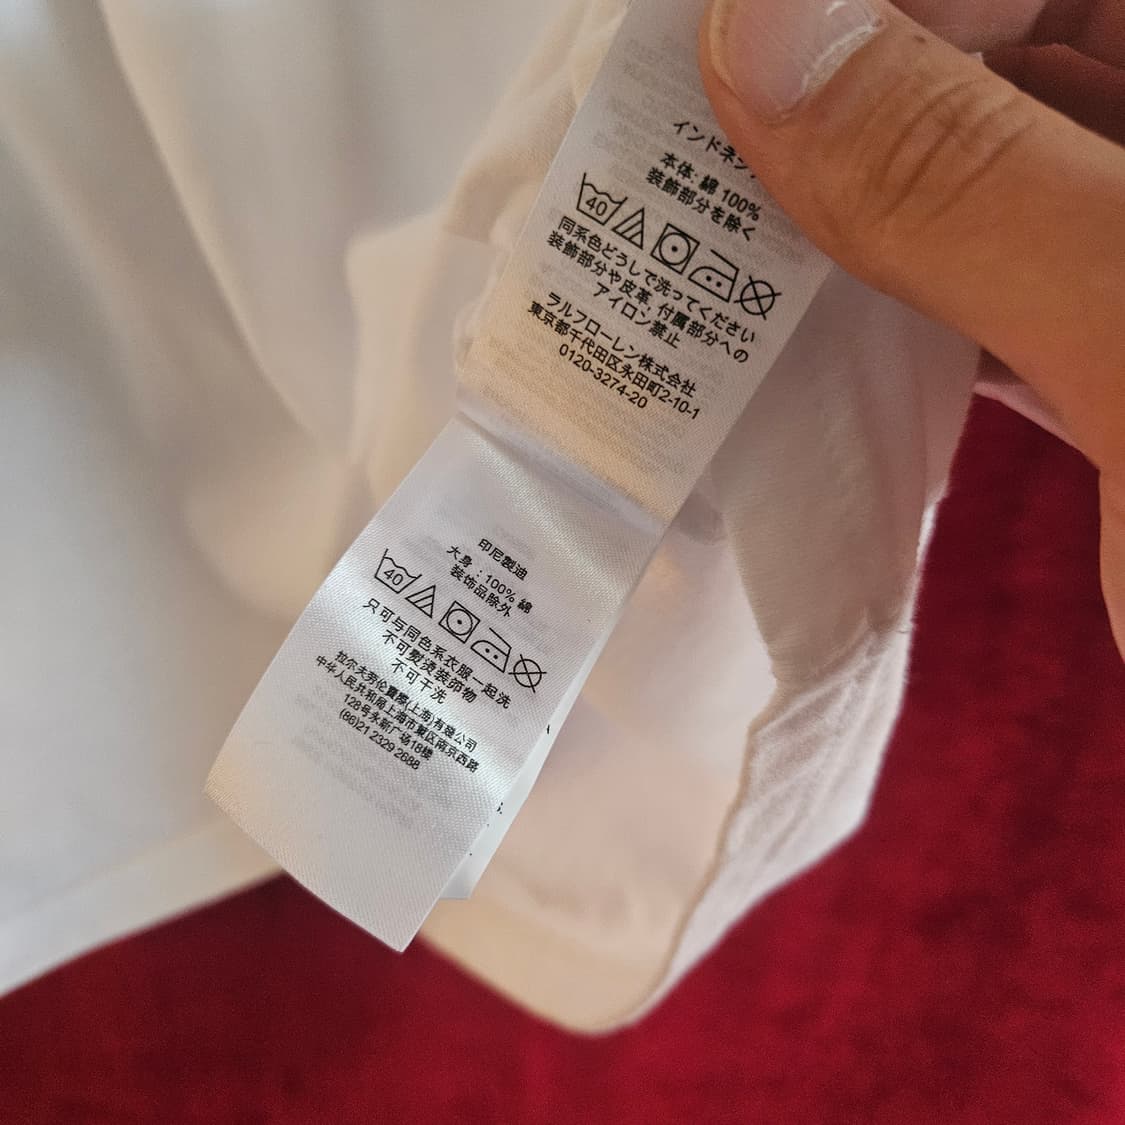 インドネシ
本体: 綿 100%
装飾部分を除く
40
同系色どうしで洗ってください
装飾部分や皮革, 付属部分への
アイロン禁止
ラルフローレン株式会社
東京都千代田区永田町2-10-1
0120-3274-20
印尼製造
大身 : 100% 綿
装饰品除外
40
只可与同色系衣服一起洗
不可熨烫装饰物
不可干洗
拉尔夫劳伦(上海)有限公司
中华人民共和国上海市南京西路
128号永新广场18楼
(86)21 2329 2688